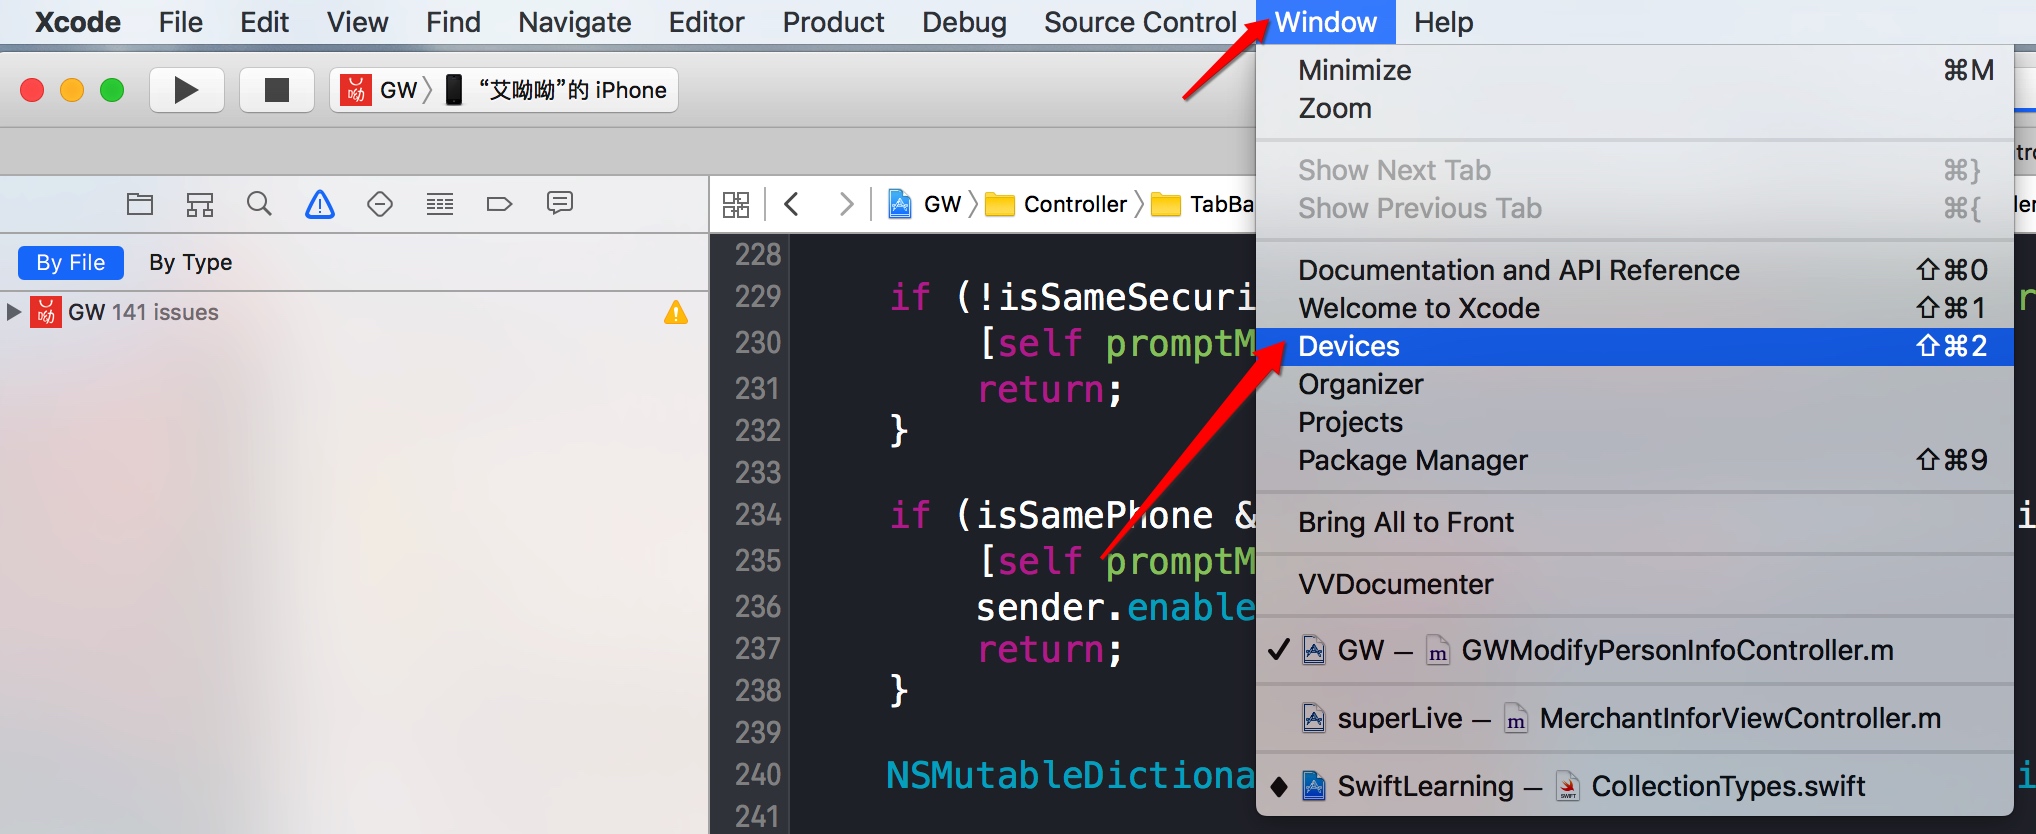 Xcode File Edit View Find Navigate Editor Product Debug Source Control Window Help
呦 GW 〉 “艾呦呦”的 iPhone
Minimize ⌘M
Zoom
Show Next Tab ⌘}
Show Previous Tab ⌘{
Documentation and API Reference ⇧⌘0
Welcome to Xcode ⇧⌘1
Devices ⇧⌘2
Organizer
Projects
Package Manager ⇧⌘9
Bring All to Front
VVDocumenter
✓ GW — m GWModifyPersonInfoController.m
superLive — m MerchantInforViewController.m
◆ SwiftLearning — SWIFT CollectionTypes.swift
By File By Type
呦 GW 141 issues
GW 〉 Controller 〉 TabBa
228
229 if (!isSameSecuri
230 [self promptM
231 return;
232 }
233
234 if (isSamePhone &
235 [self promptM
236 sender.enable
237 return;
238 }
239
240 NSMutableDictiona
241